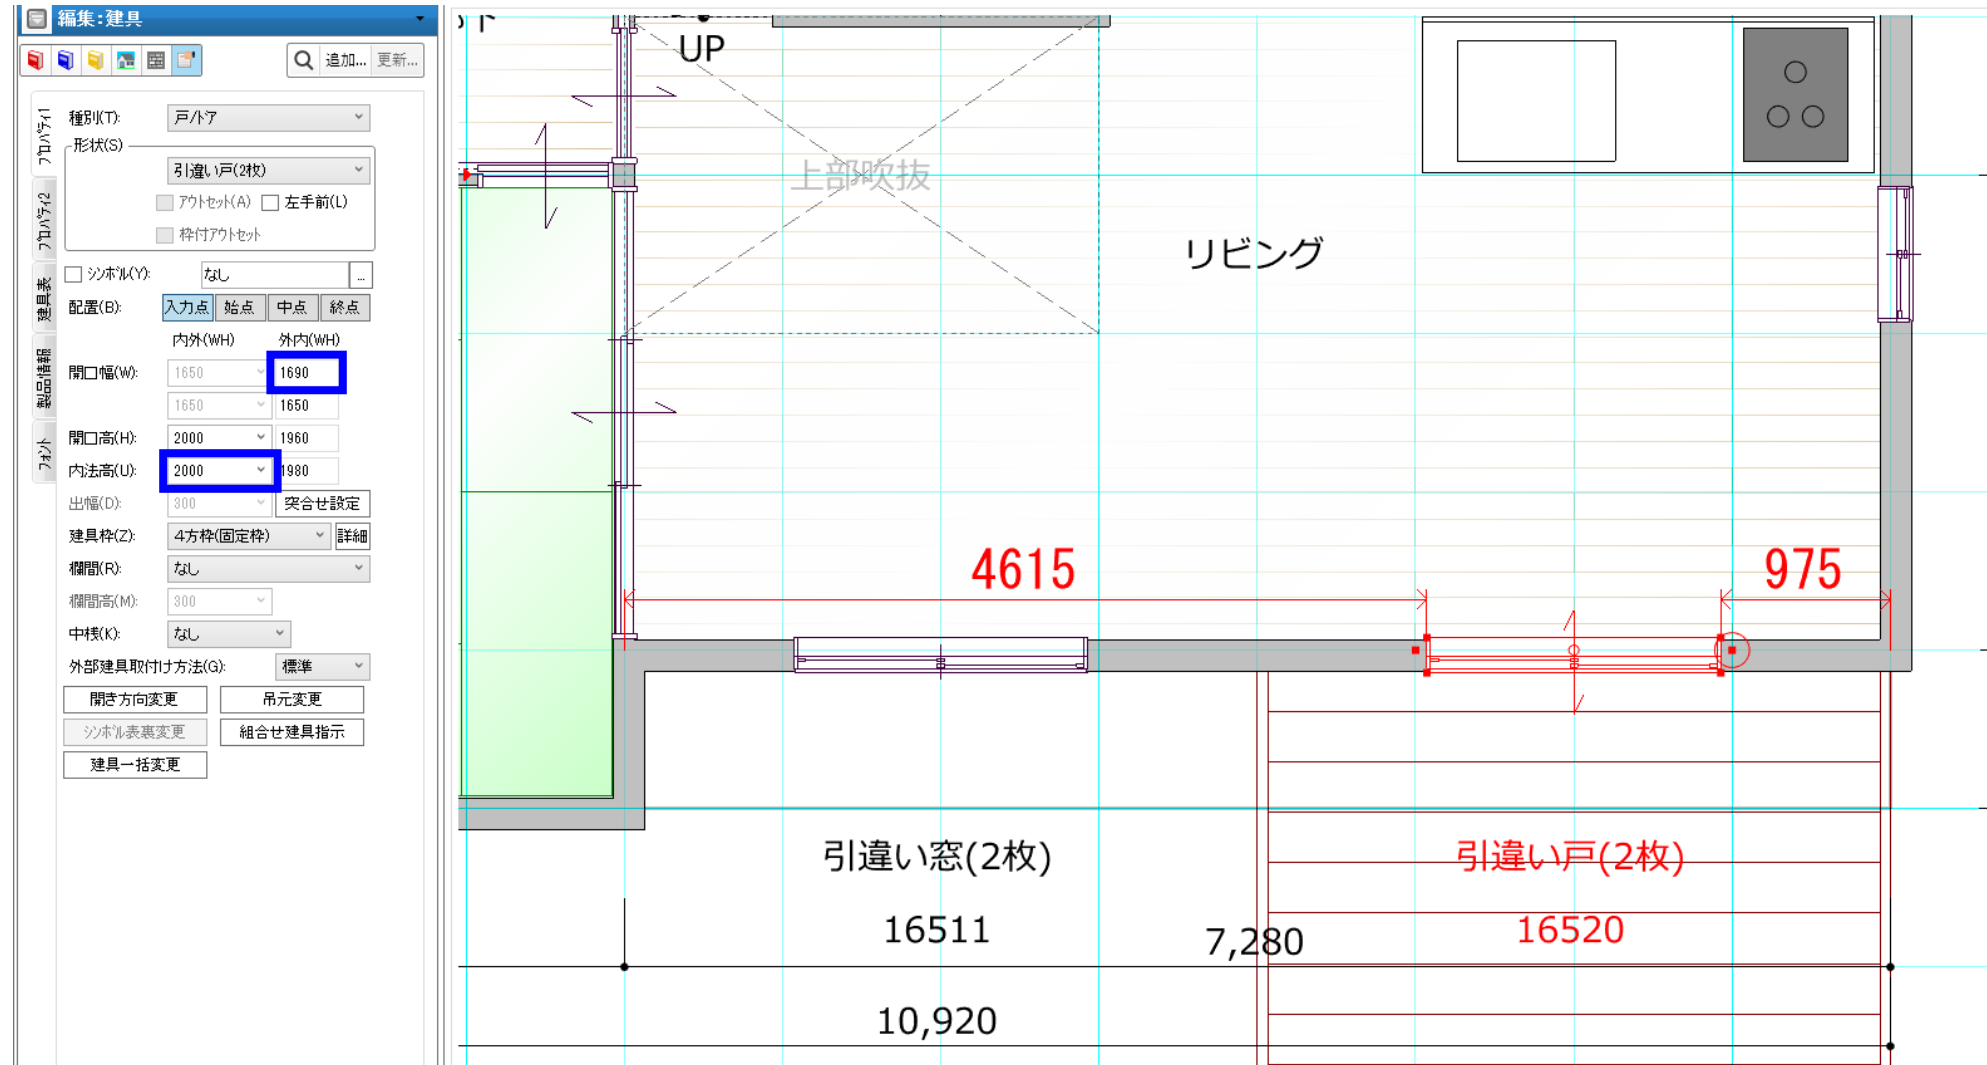 編集:建具
追加... 更新...
プロパティ1
プロパティ2
建具表
製品情報
フォント
種別(T): 戸/ドア
形状(S)
引違い戸(2枚)
アウトセット(A) 左手前(L)
枠付アウトセット
シンボル(Y): なし ...
配置(B): 入力点 始点 中点 終点
内外(WH) 外内(WH)
開口幅(W): 1650 1690
1650 1650
開口高(H): 2000 1960
内法高(U): 2000 1980
出幅(D): 300 突合せ設定
建具枠(Z): 4方枠(固定枠) 詳細
欄間(R): なし
欄間高(M): 300
中桟(K): なし
外部建具取付け方法(G): 標準
開き方向変更 吊元変更
シンボル表裏変更 組合せ建具指示
建具一括変更
UP
上部吹抜
リビング
4615 975
引違い窓(2枚) 引違い戸(2枚)
16511 16520
7,280
10,920